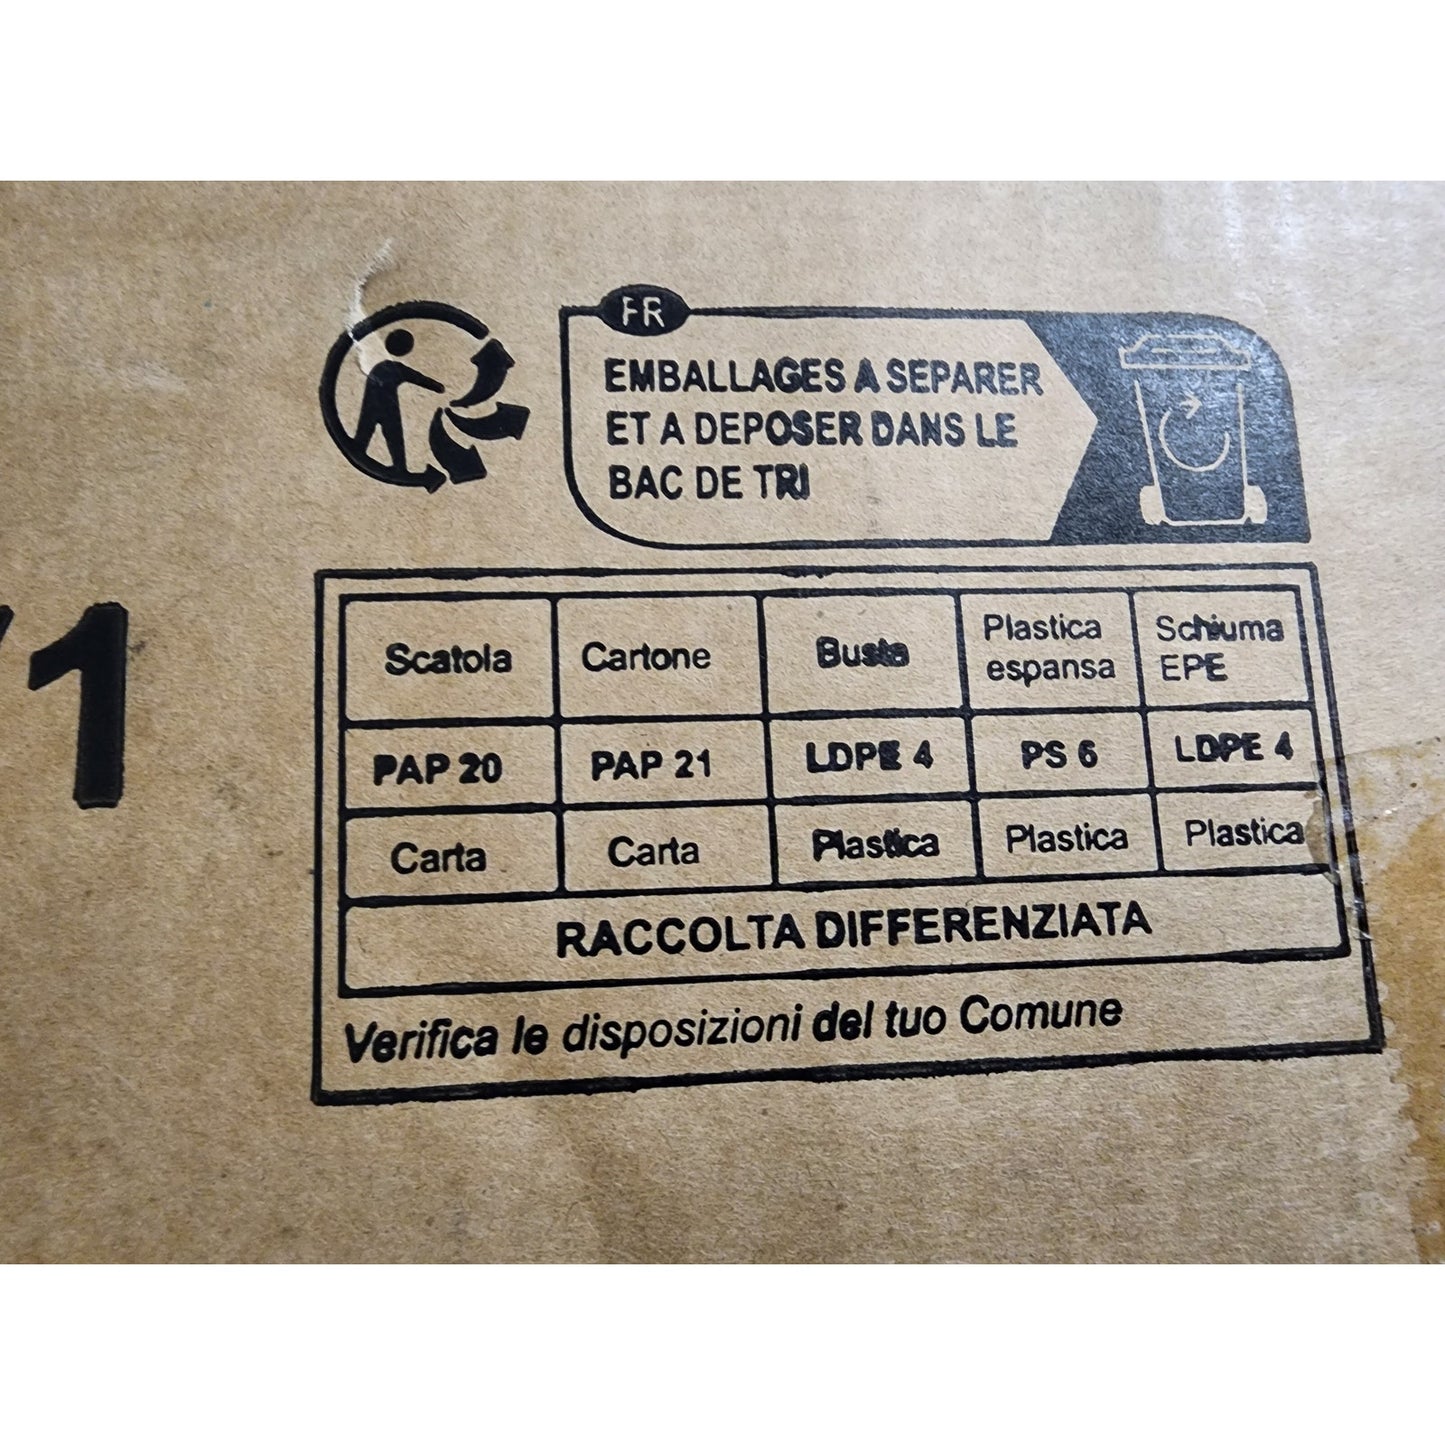 FR
EMBALLAGES A SEPARER
ET A DEPOSER DANS LE
BAC DE TRI
/1
Scatola Cartone Busta Plastica espansa Schiuma EPE
PAP 20 PAP 21 LDPE 4 PS 6 LDPE 4
Carta Carta Plastica Plastica Plastica
RACCOLTA DIFFERENZIATA
Verifica le disposizioni del tuo Comune